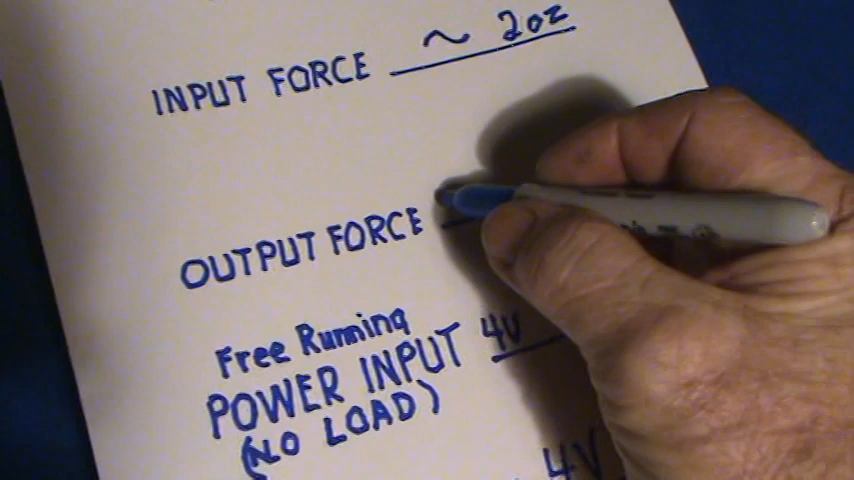 INPUT FORCE ~ 2oz
OUTPUT FORCE
Free Running
POWER INPUT 4V
(NO LOAD)
4V